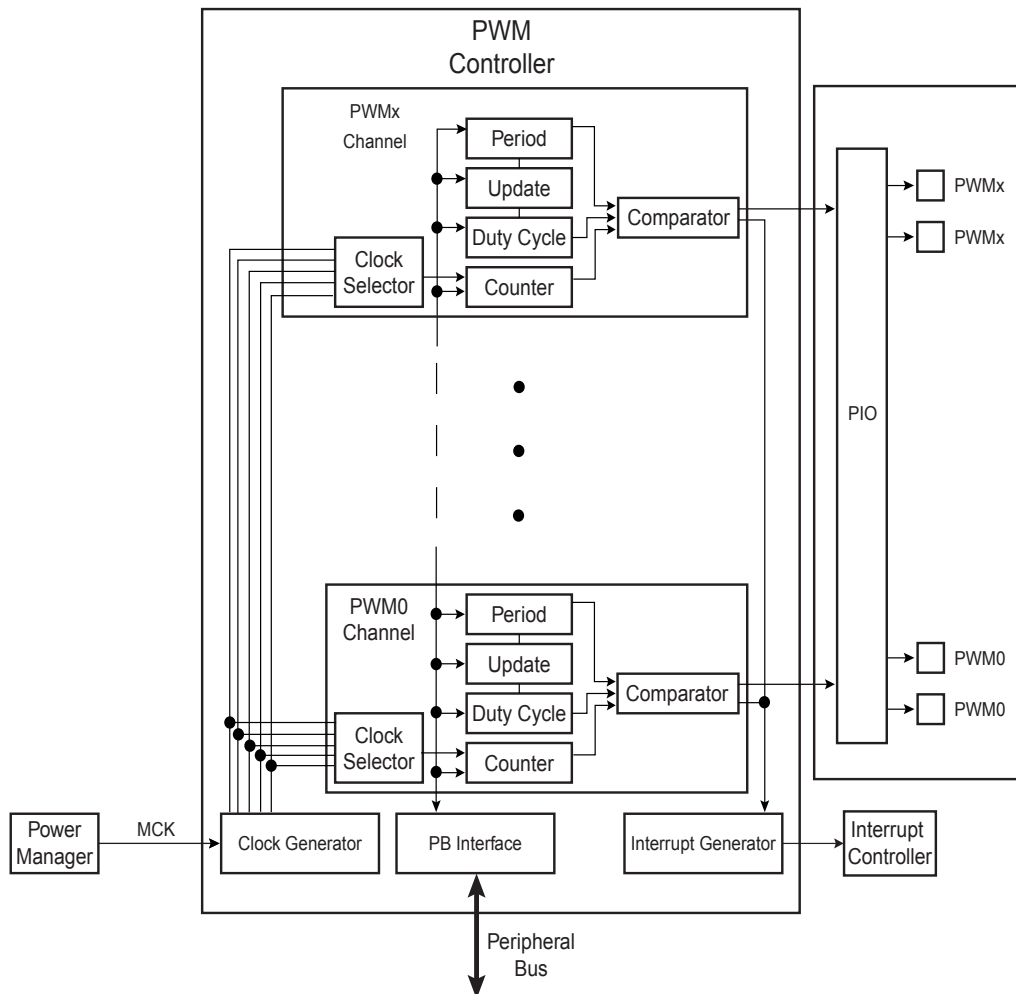 PWM
Controller
PWMx
Channel
Period
Update
Duty Cycle
Counter
Clock
Selector
Comparator
PIO
PWMx
PWMx
PWM0
Channel
Period
Update
Duty Cycle
Counter
Clock
Selector
Comparator
PWM0
PWM0
Power
Manager
MCK
Clock Generator
PB Interface
Interrupt Generator
Interrupt
Controller
Peripheral
Bus